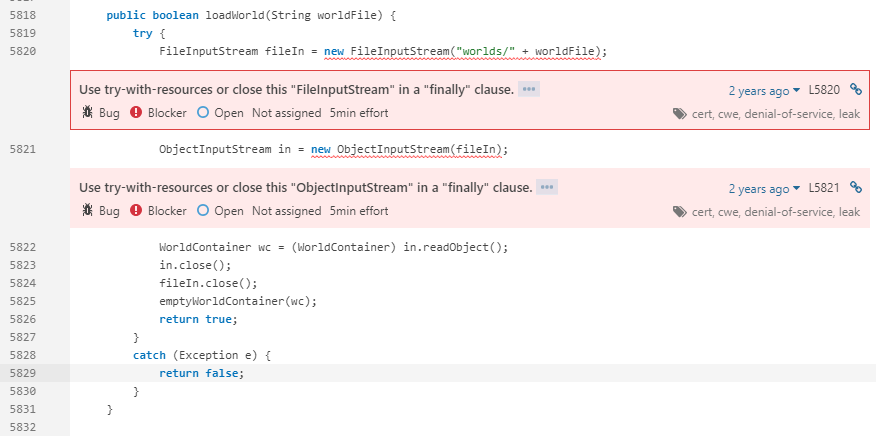 5818 public boolean loadWorld(String worldFile) {
5819 try {
5820 FileInputStream fileIn = new FileInputStream("worlds/" + worldFile);
Use try-with-resources or close this "FileInputStream" in a "finally" clause. ••• 2 years ago L5820
Bug Blocker Open Not assigned 5min effort cert, cwe, denial-of-service, leak
5821 ObjectInputStream in = new ObjectInputStream(fileIn);
Use try-with-resources or close this "ObjectInputStream" in a "finally" clause. ••• 2 years ago L5821
Bug Blocker Open Not assigned 5min effort cert, cwe, denial-of-service, leak
5822 WorldContainer wc = (WorldContainer) in.readObject();
5823 in.close();
5824 fileIn.close();
5825 emptyWorldContainer(wc);
5826 return true;
5827 }
5828 catch (Exception e) {
5829 return false;
5830 }
5831 }
5832